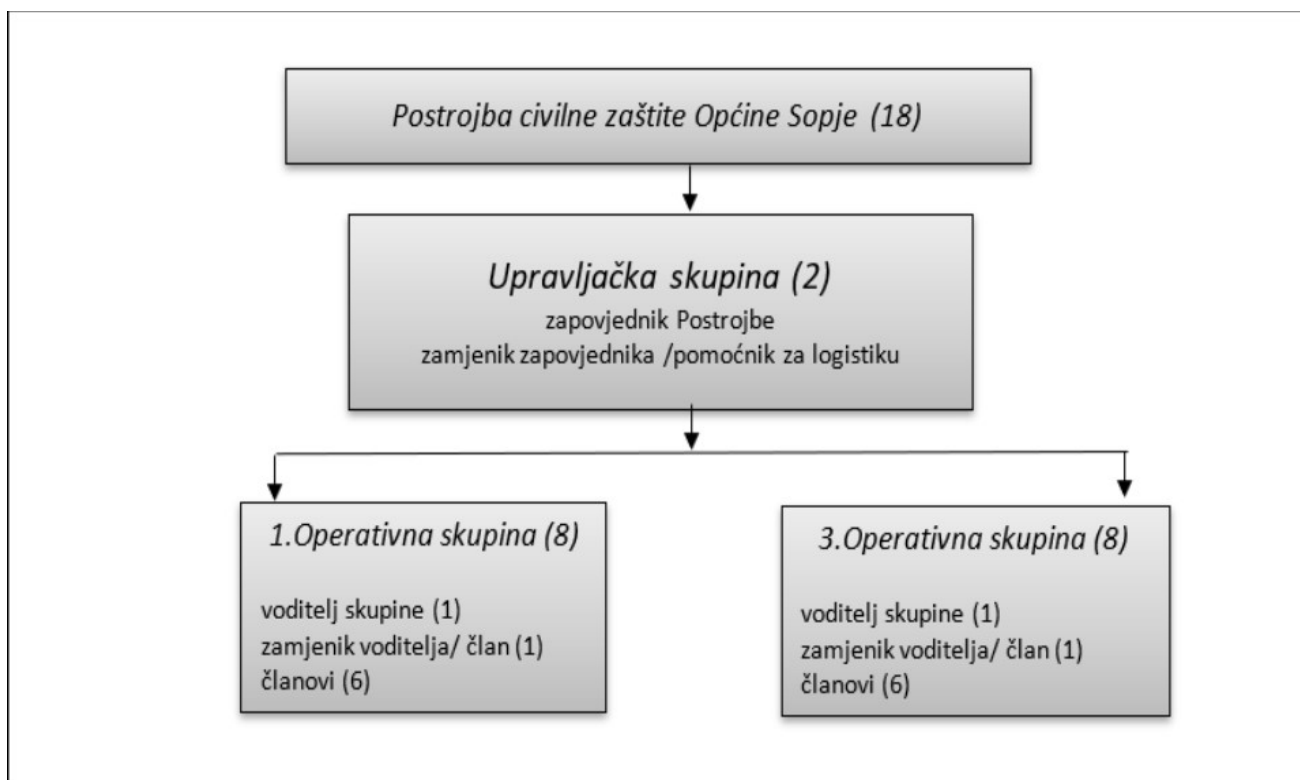 Postrojba civilne zaštite Općine Sopje (18)
Upravljačka skupina (2)
zapovjednik Postrojbe
zamjenik zapovjednika /pomoćnik za logistiku
1.Operativna skupina (8)
voditelj skupine (1)
zamjenik voditelja/ član (1)
članovi (6)
3.Operativna skupina (8)
voditelj skupine (1)
zamjenik voditelja/ član (1)
članovi (6)